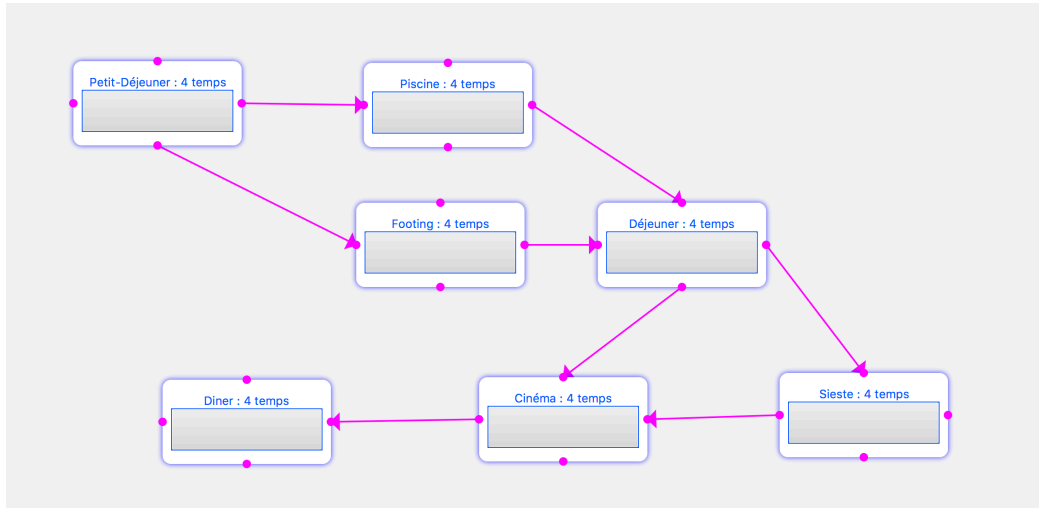 Petit-Déjeuner : 4 temps
Piscine : 4 temps
Footing : 4 temps
Déjeuner : 4 temps
Diner : 4 temps
Cinéma : 4 temps
Sieste : 4 temps